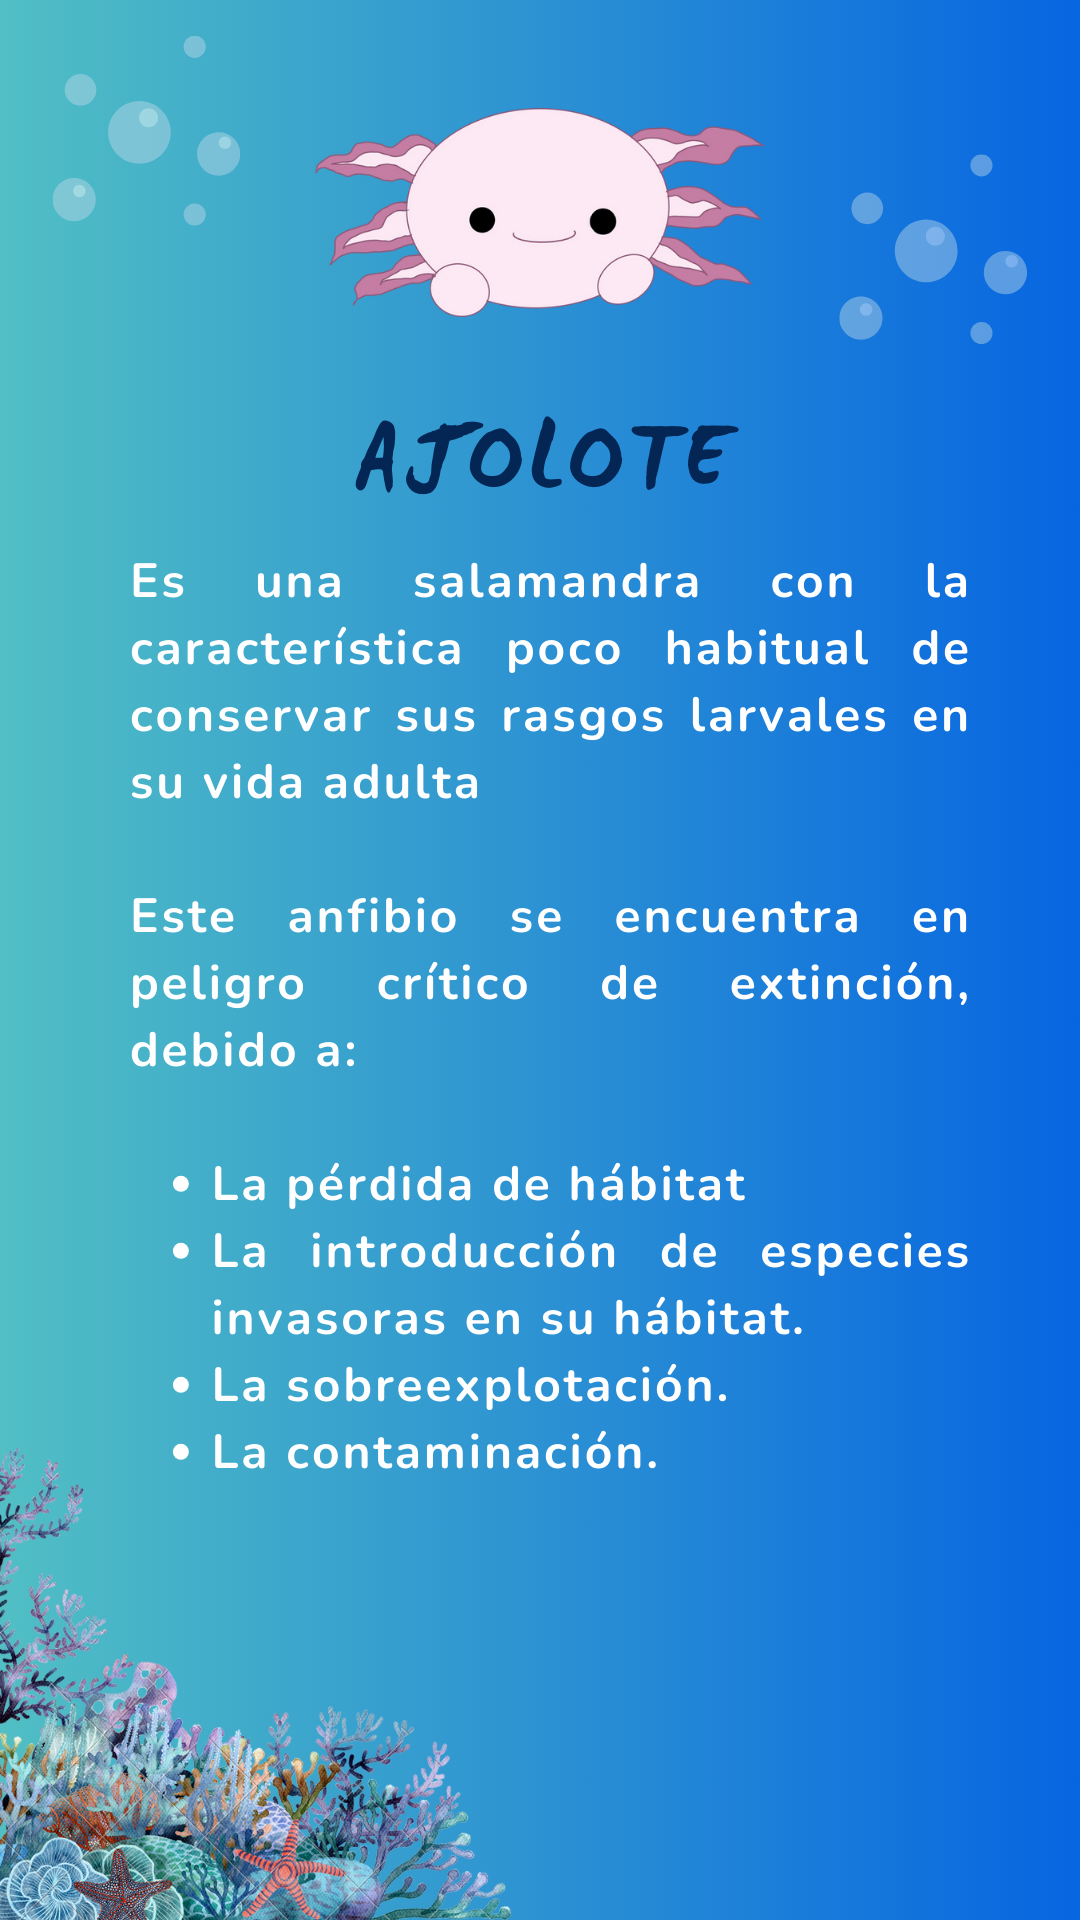 AJOLOTE
Es una salamandra con la
característica poco habitual de
conservar sus rasgos larvales en
su vida adulta
Este anfibio se encuentra en
peligro crítico de extinción,
debido a:
• La pérdida de hábitat
• La introducción de especies
invasoras en su hábitat.
• La sobreexplotación.
• La contaminación.